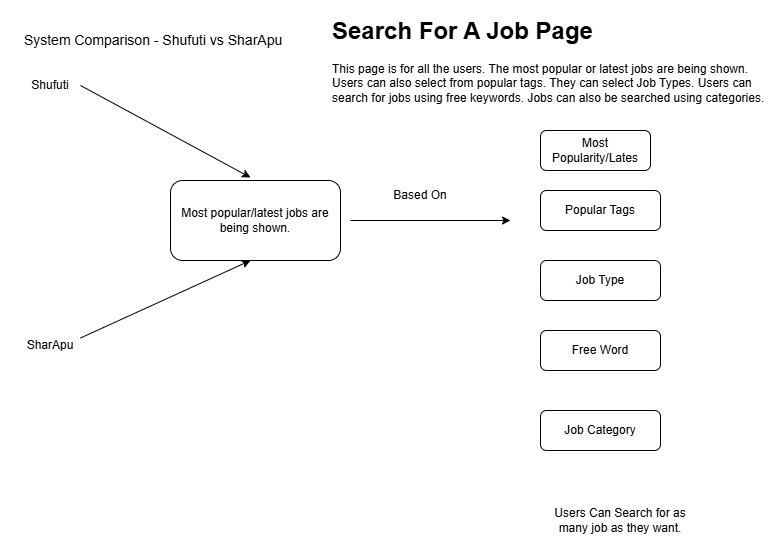 System Comparison - Shufuti vs SharApu
Search For A Job Page
This page is for all the users. The most popular or latest jobs are being shown.
Users can also select from popular tags. They can select Job Types. Users can
search for jobs using free keywords. Jobs can also be searched using categories.
Shufuti
Most popular/latest jobs are
being shown.
SharApu
Based On
Most
Popularity/Lates
Popular Tags
Job Type
Free Word
Job Category
Users Can Search for as
many job as they want.